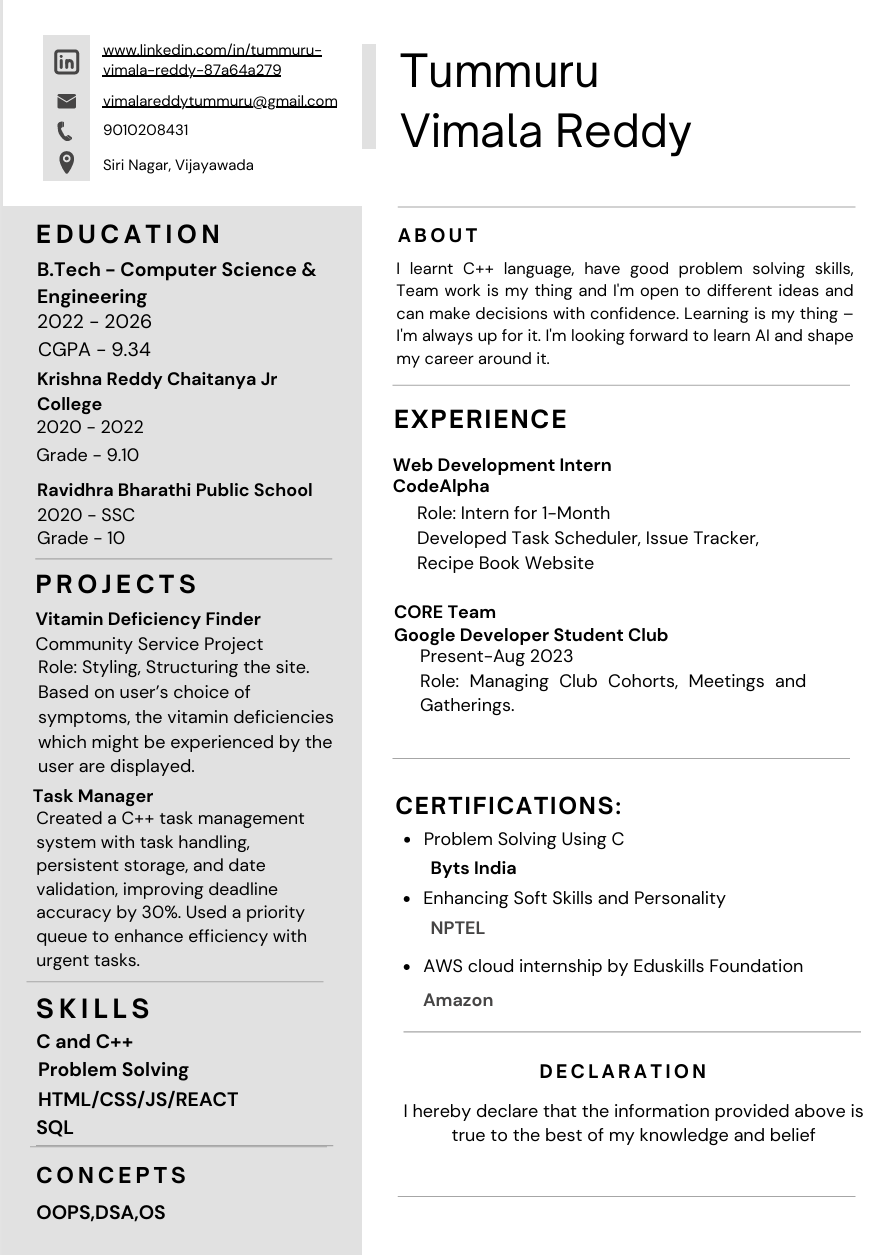 www.linkedin.com/in/tummuru-
vimala-reddy-87a64a279
vimalareddytummuru@gmail.com
9010208431
Siri Nagar, Vijayawada
Tummuru
Vimala Reddy
EDUCATION
B.Tech - Computer Science &
Engineering
2022 - 2026
CGPA - 9.34
Krishna Reddy Chaitanya Jr
College
2020 - 2022
Grade - 9.10
Ravidhra Bharathi Public School
2020 - SSC
Grade - 10
PROJECTS
Vitamin Deficiency Finder
Community Service Project
Role: Styling, Structuring the site.
Based on user's choice of
symptoms, the vitamin deficiencies
which might be experienced by the
user are displayed.
Task Manager
Created a C++ task management
system with task handling,
persistent storage, and date
validation, improving deadline
accuracy by 30%. Used a priority
queue to enhance efficiency with
urgent tasks.
SKILLS
C and C++
Problem Solving
HTML/CSS/JS/REACT
SQL
CONCEPTS
OOPS,DSA,OS
ABOUT
I learnt C++ language, have good problem solving skills,
Team work is my thing and I'm open to different ideas and
can make decisions with confidence. Learning is my thing –
I'm always up for it. I'm looking forward to learn AI and shape
my career around it.
EXPERIENCE
Web Development Intern
CodeAlpha
Role: Intern for 1-Month
Developed Task Scheduler, Issue Tracker,
Recipe Book Website
CORE Team
Google Developer Student Club
Present-Aug 2023
Role: Managing Club Cohorts, Meetings and
Gatherings.
CERTIFICATIONS:
• Problem Solving Using C
Byts India
• Enhancing Soft Skills and Personality
NPTEL
• AWS cloud internship by Eduskills Foundation
Amazon
DECLARATION
I hereby declare that the information provided above is
true to the best of my knowledge and belief